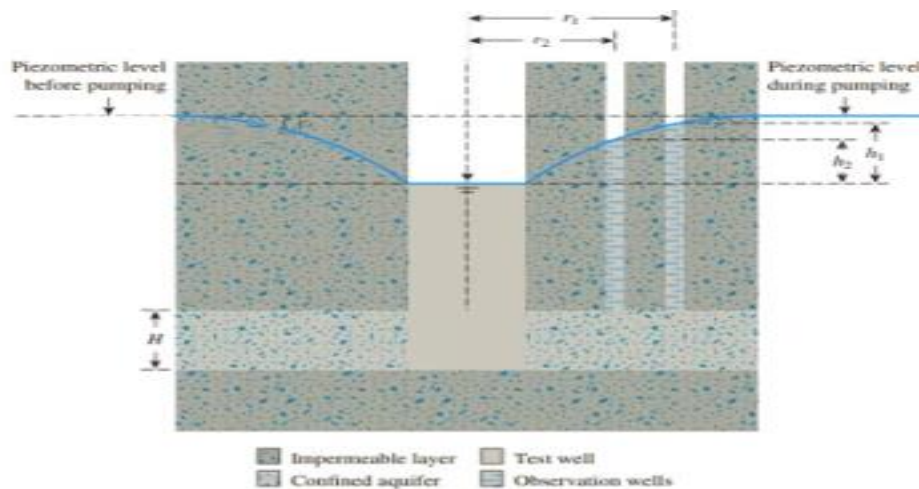 r₁
r₂
Piezometric level
before pumping
Piezometric level
during pumping
h₂
h₁
H
Impermeable layer
Test well
Confined aquifer
Observation wells